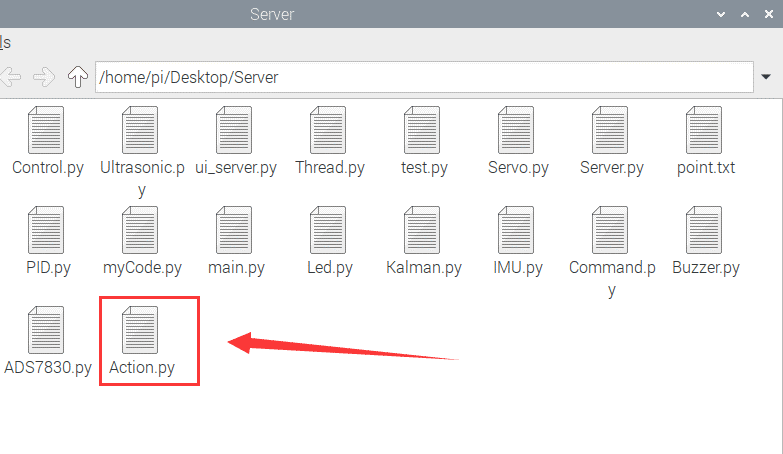 Server
ls
/home/pi/Desktop/Server
Control.py
Ultrasonic.p
y
ui_server.py
Thread.py
test.py
Servo.py
Server.py
point.txt
PID.py
myCode.py
main.py
Led.py
Kalman.py
IMU.py
Command.p
y
Buzzer.py
ADS7830.py
Action.py